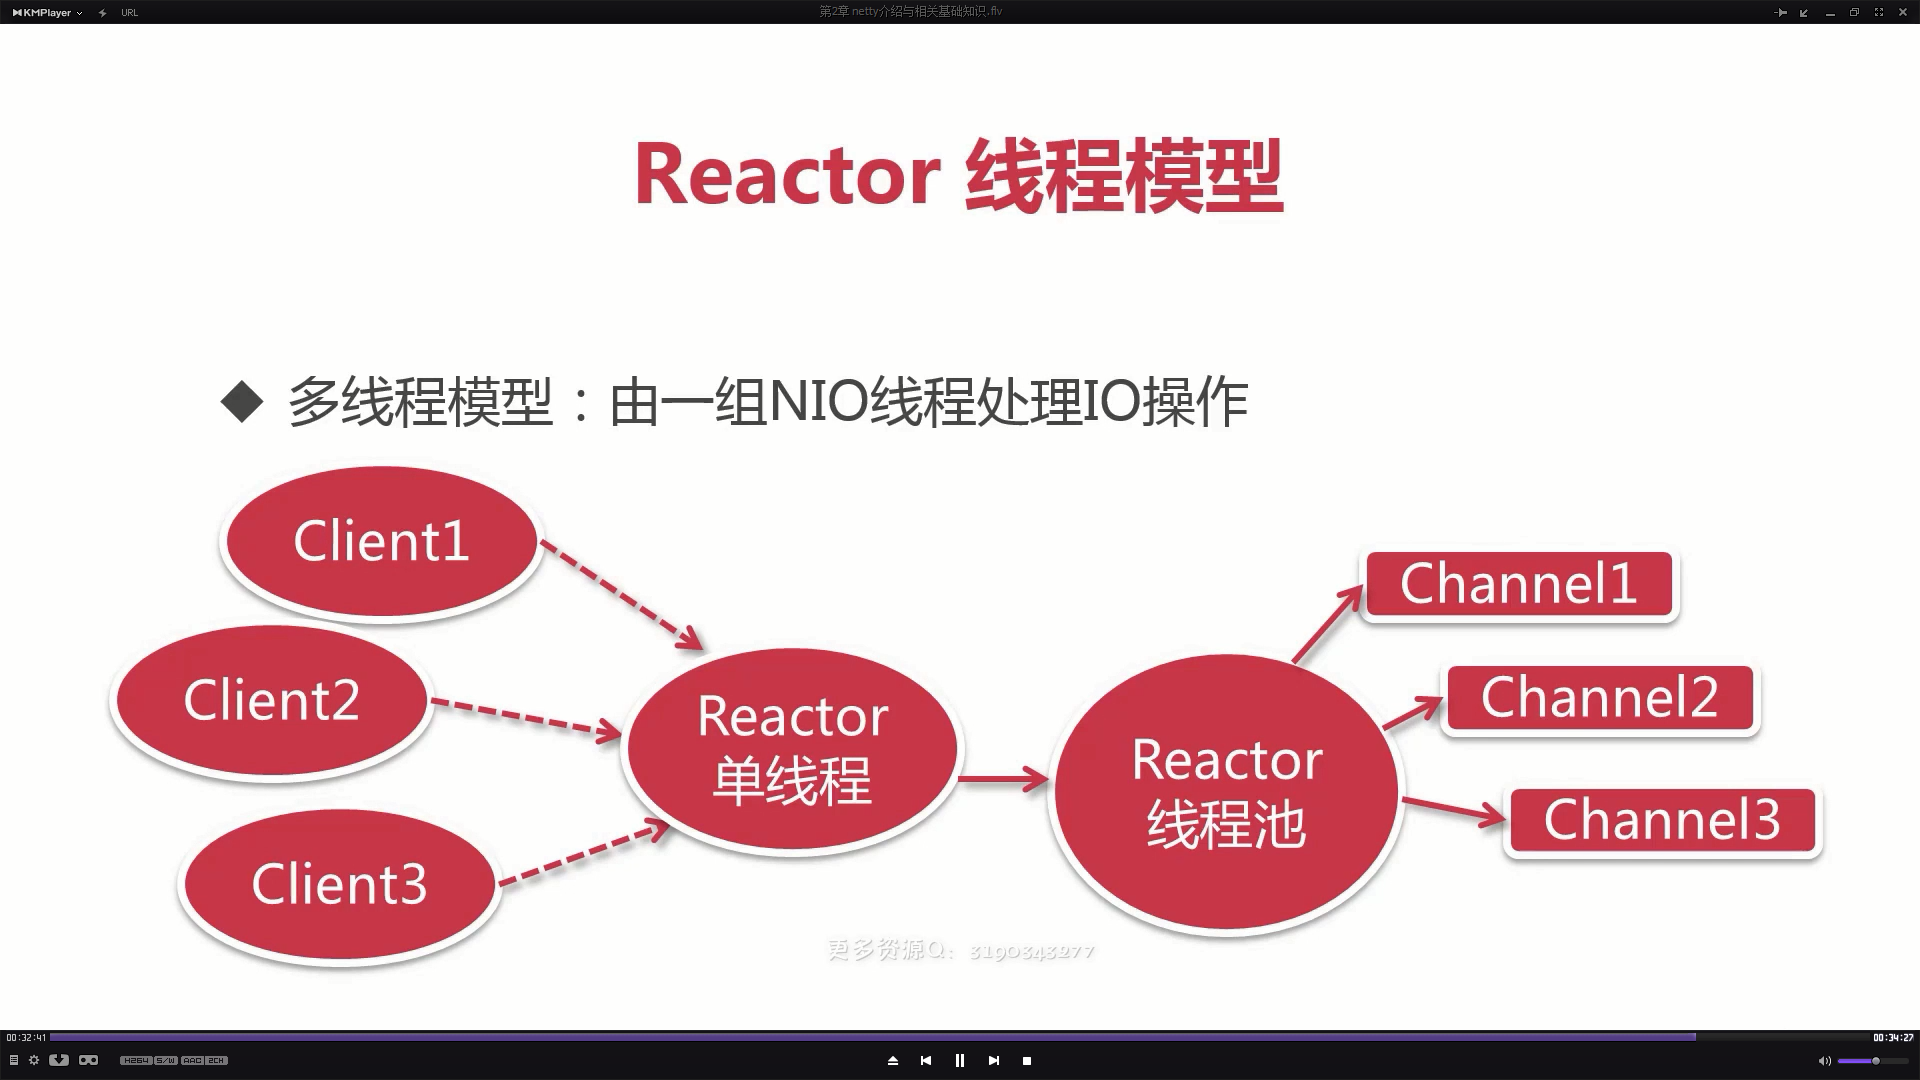 KMPlayer
URL
第2章 netty介绍与相关基础知识.flv
Reactor 线程模型
◆ 多线程模型：由一组NIO线程处理IO操作
Client1
Client2
Client3
Reactor
单线程
Reactor
线程池
Channel1
Channel2
Channel3
更多资源Q: 3190343277
00:32:41
00:34:27
H264 S/W AAC 2CH